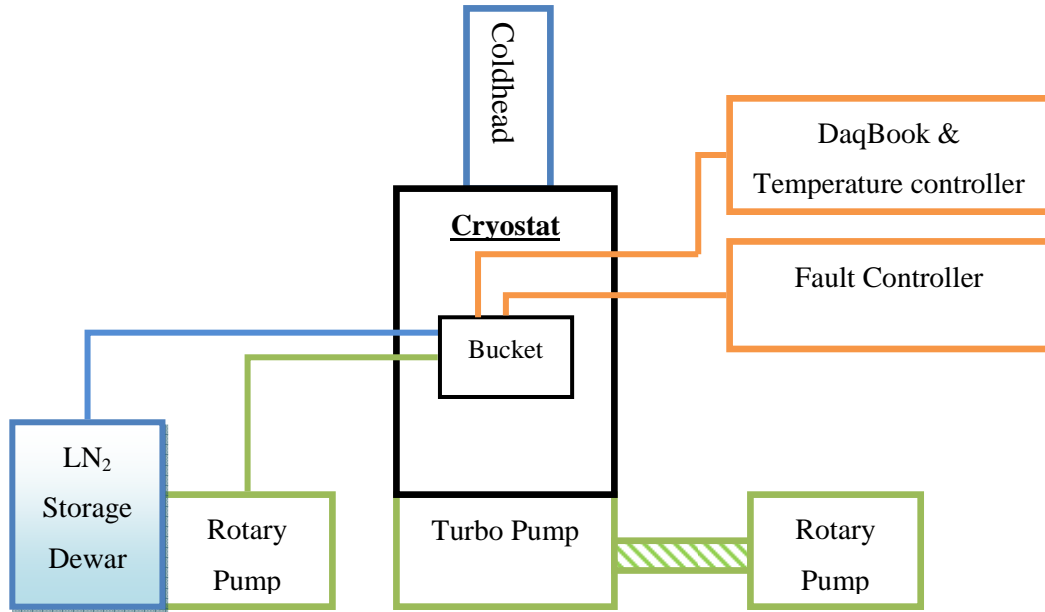 Coldhead
DaqBook &
Temperature controller
Cryostat
Fault Controller
Bucket
LN₂
Storage
Dewar
Rotary
Pump
Turbo Pump
Rotary
Pump